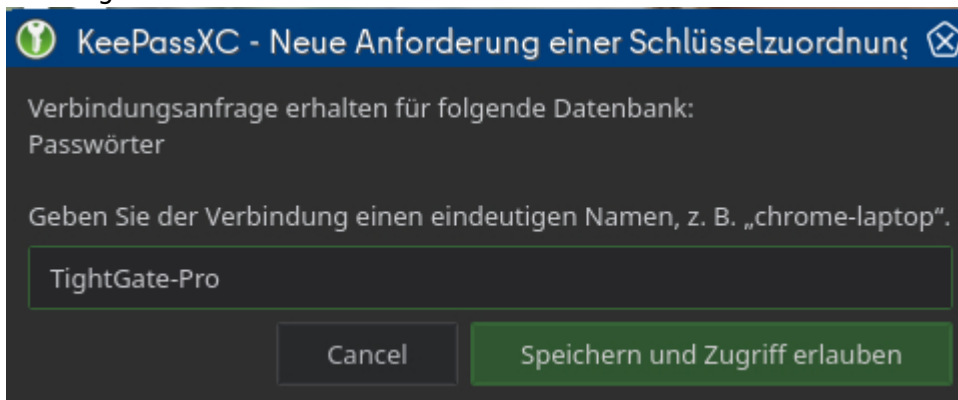 KeePassXC - Neue Anforderung einer Schlüsselzuordnung
Verbindungsanfrage erhalten für folgende Datenbank:
Passwörter
Geben Sie der Verbindung einen eindeutigen Namen, z. B. „chrome-laptop“.
TightGate-Pro
Cancel
Speichern und Zugriff erlauben